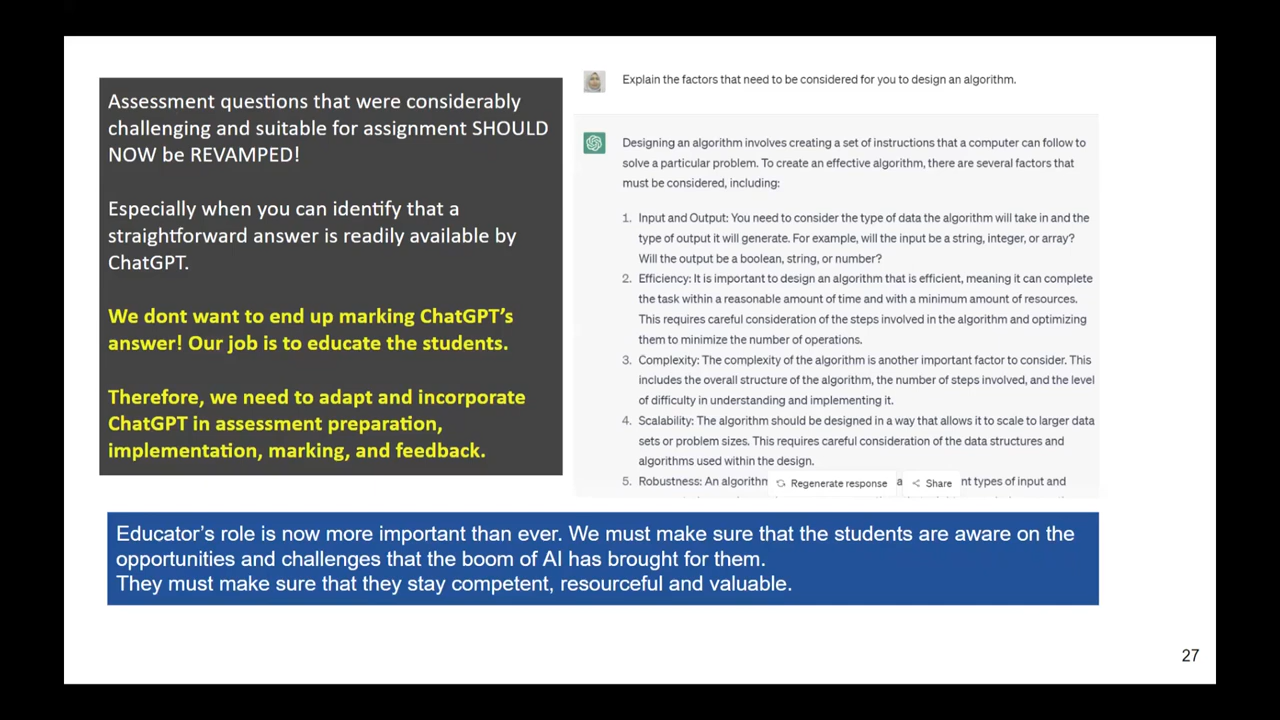 Assessment questions that were considerably
challenging and suitable for assignment SHOULD
NOW be REVAMPED!
Especially when you can identify that a
straightforward answer is readily available by
ChatGPT.
We dont want to end up marking ChatGPT's
answer! Our job is to educate the students.
Therefore, we need to adapt and incorporate
ChatGPT in assessment preparation,
implementation, marking, and feedback.
Explain the factors that need to be considered for you to design an algorithm.
Designing an algorithm involves creating a set of instructions that a computer can follow to
solve a particular problem. To create an effective algorithm, there are several factors that
must be considered, including:
1. Input and Output: You need to consider the type of data the algorithm will take in and the
type of output it will generate. For example, will the input be a string, integer, or array?
Will the output be a boolean, string, or number?
2. Efficiency: It is important to design an algorithm that is efficient, meaning it can complete
the task within a reasonable amount of time and with a minimum amount of resources.
This requires careful consideration of the steps involved in the algorithm and optimizing
them to minimize the number of operations.
3. Complexity: The complexity of the algorithm is another important factor to consider. This
includes the overall structure of the algorithm, the number of steps involved, and the level
of difficulty in understanding and implementing it.
4. Scalability: The algorithm should be designed in a way that allows it to scale to larger data
sets or problem sizes. This requires careful consideration of the data structures and
algorithms used within the design.
5. Robustness: An algorithm types of input and
Regenerate response Share
Educator's role is now more important than ever. We must make sure that the students are aware on the
opportunities and challenges that the boom of AI has brought for them.
They must make sure that they stay competent, resourceful and valuable.
27